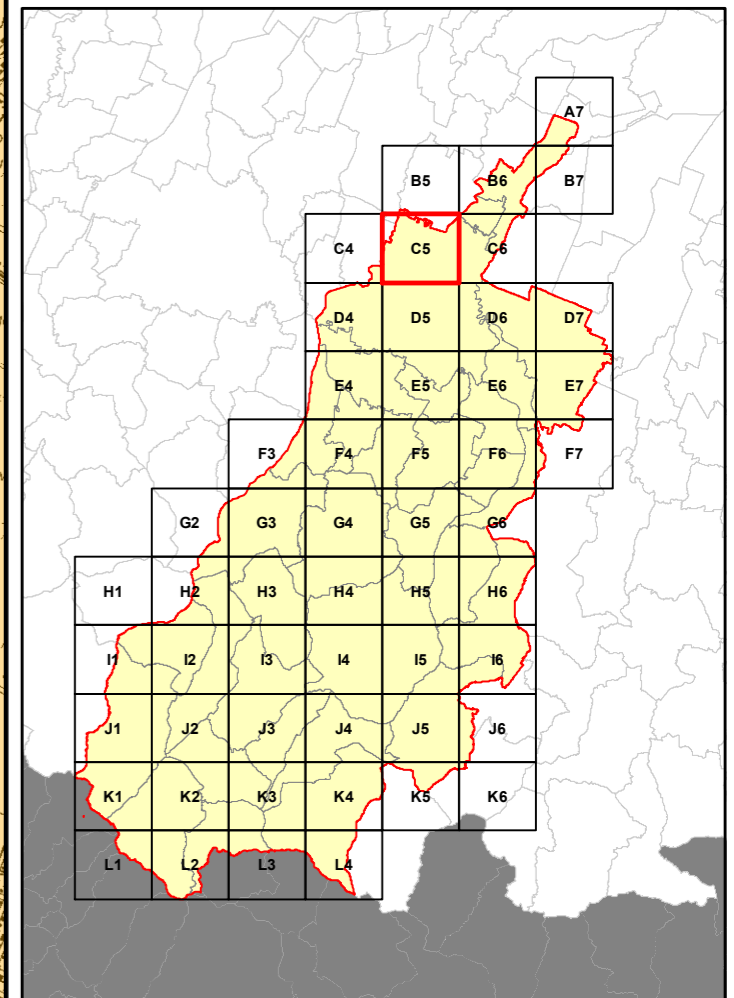 A7
B5 B6 B7
C4 C5 C6
D4 D5 D6 D7
E4 E5 E6 E7
F3 F4 F5 F6 F7
G2 G3 G4 G5 G6
H1 H2 H3 H4 H5 H6
I1 I2 I3 I4 I5 I6
J1 J2 J3 J4 J5 J6
K1 K2 K3 K4 K5 K6
L1 L2 L3 L4